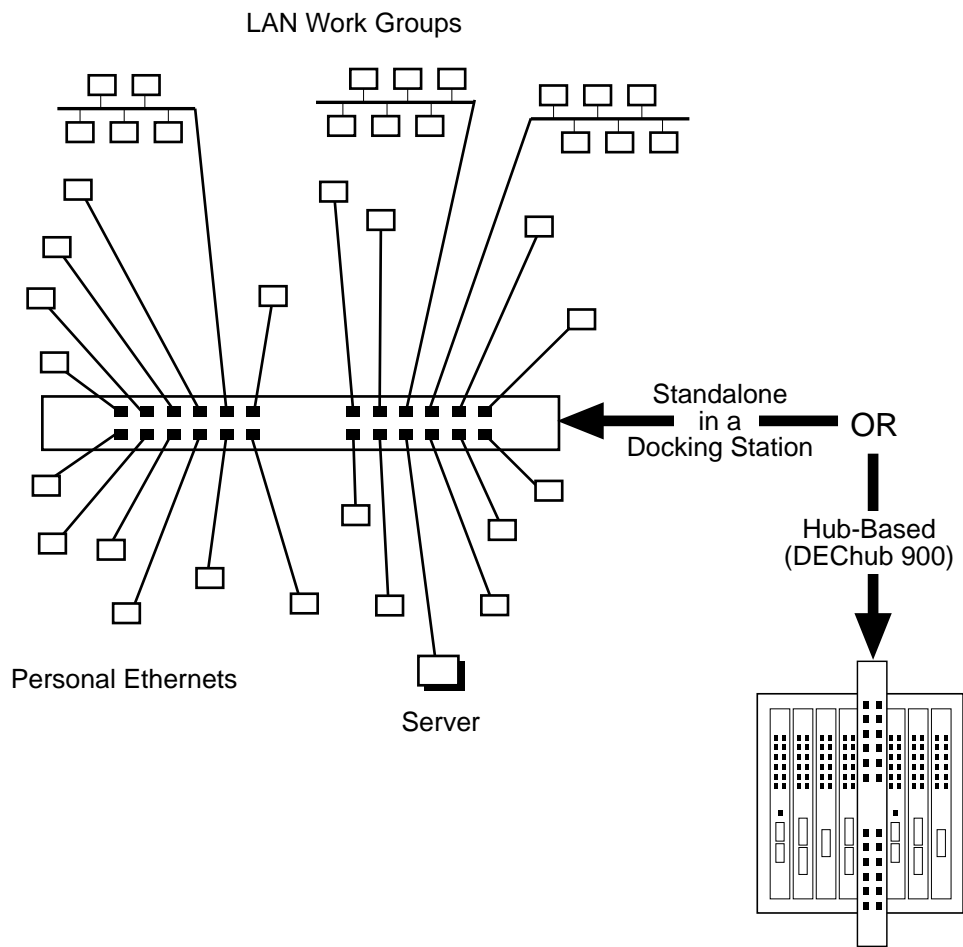 LAN Work Groups
Standalone
in a
Docking Station
OR
Hub-Based
(DEChub 900)
Personal Ethernets
Server